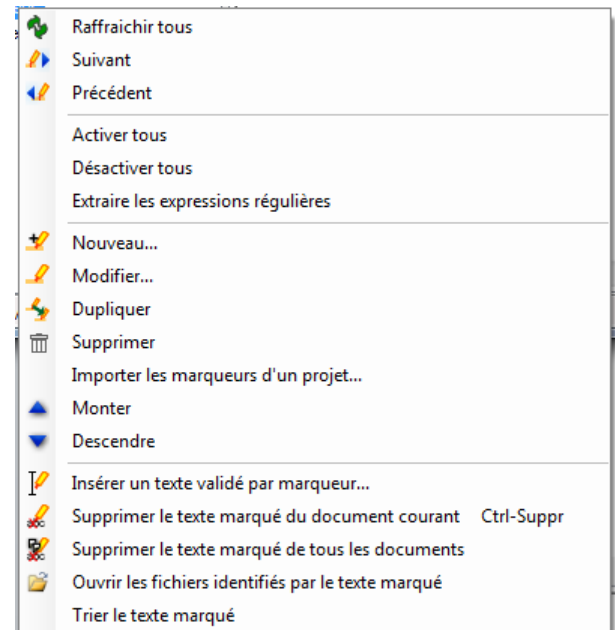 Raffraichir tous
Suivant
Précédent
Activer tous
Désactiver tous
Extraire les expressions régulières
Nouveau...
Modifier...
Dupliquer
Supprimer
Importer les marqueurs d'un projet...
Monter
Descendre
Insérer un texte validé par marqueur...
Supprimer le texte marqué du document courant Ctrl-Suppr
Supprimer le texte marqué de tous les documents
Ouvrir les fichiers identifiés par le texte marqué
Trier le texte marqué